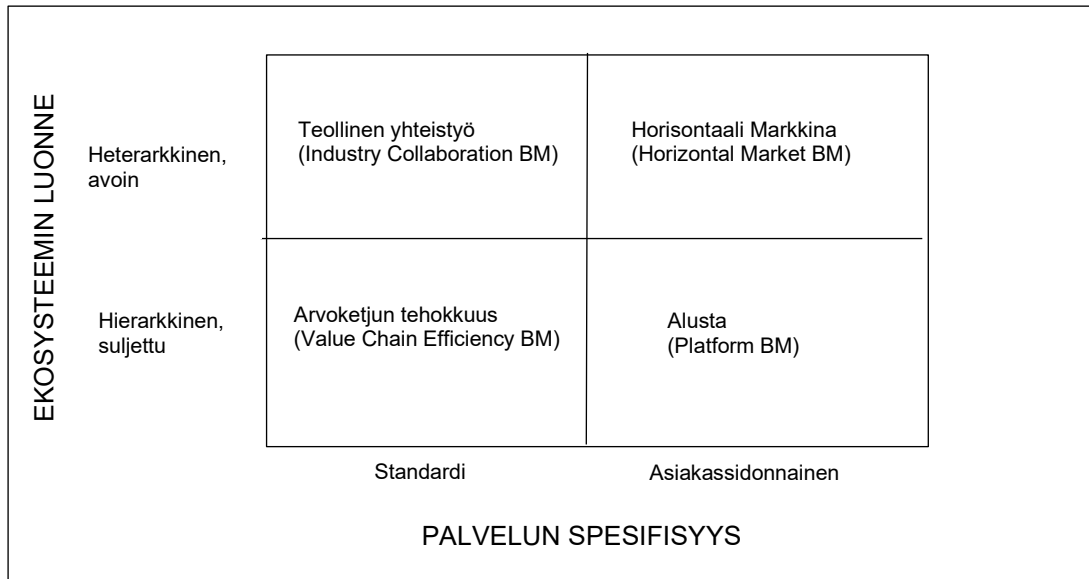 EKOSYSTEEMIN LUONNE
Heterarkkinen,
avoin
Teollinen yhteistyö
(Industry Collaboration BM)
Horisontaali Markkina
(Horizontal Market BM)
Hierarkkinen,
suljettu
Arvoketjun tehokkuus
(Value Chain Efficiency BM)
Alusta
(Platform BM)
Standardi
Asiakassidonnainen
PALVELUN SPESIFISYYS